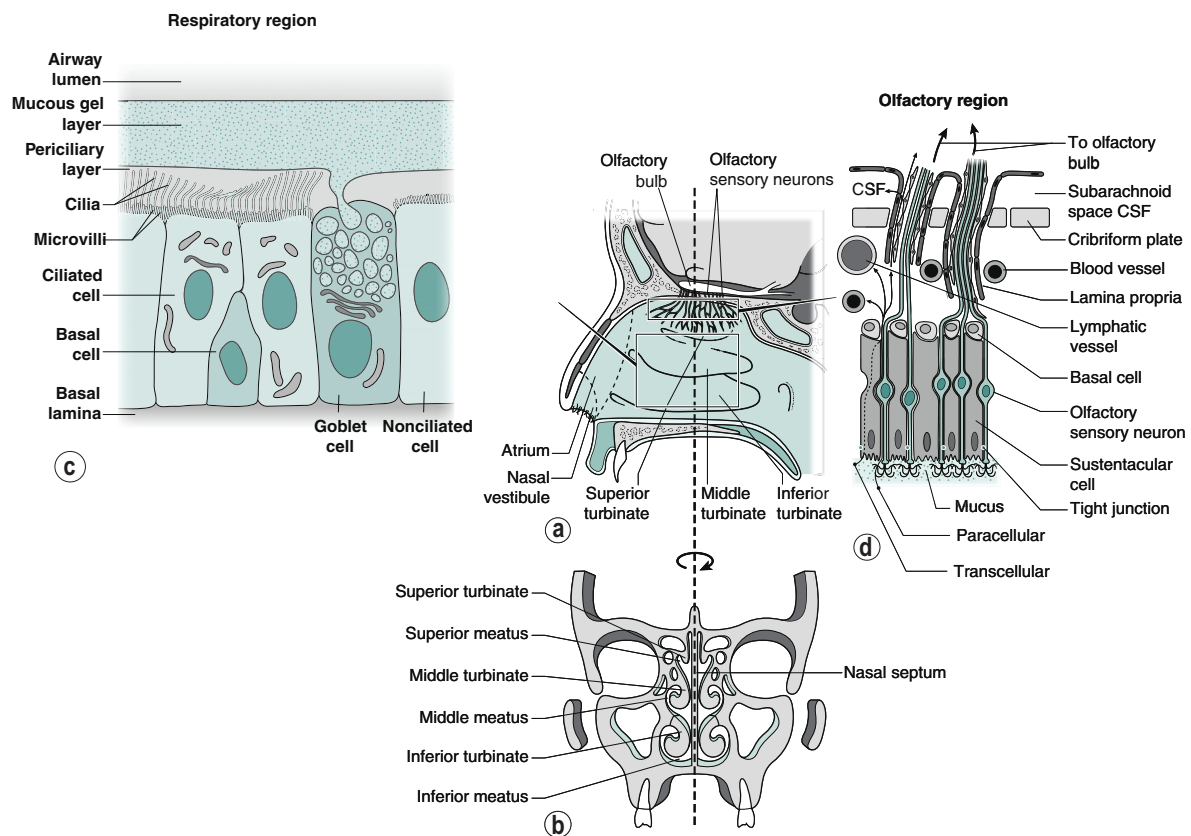 Respiratory region
Airway
lumen
Mucous gel
layer
Periciliary
layer
Cilia
Microvilli
Ciliated
cell
Basal
cell
Basal
lamina
Goblet
cell
Nonciliated
cell
c
Olfactory
bulb
Olfactory
sensory neurons
Atrium
Nasal
vestibule
Superior
turbinate
Middle
turbinate
Inferior
turbinate
a
Olfactory region
To olfactory
bulb
CSF
Subarachnoid
space CSF
Cribriform plate
Blood vessel
Lamina propria
Lymphatic
vessel
Basal cell
Olfactory
sensory neuron
Sustentacular
cell
Tight junction
Mucus
Paracellular
Transcellular
d
Superior turbinate
Superior meatus
Middle turbinate
Middle meatus
Inferior turbinate
Inferior meatus
Nasal septum
b